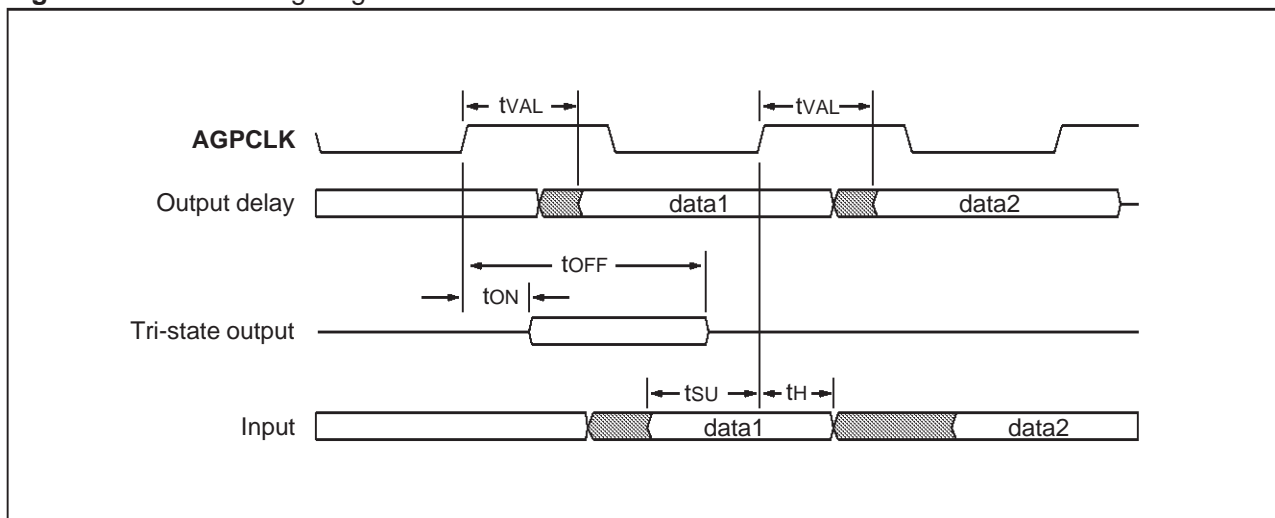 tVAL
tVAL
AGPCLK
Output delay
data1
data2
tOFF
tON
Tri-state output
tSU
tH
Input
data1
data2